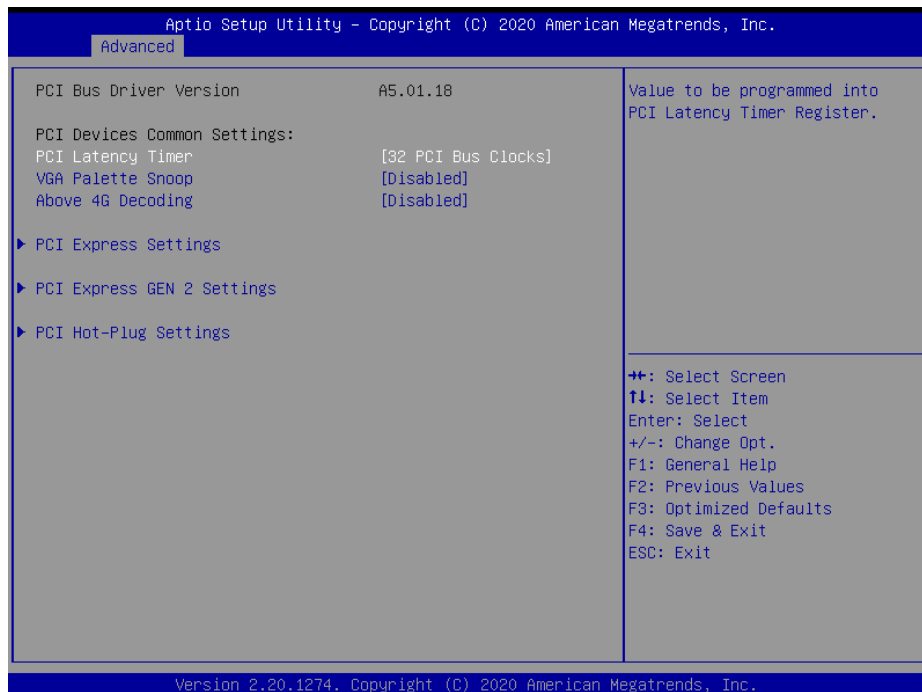 Aptio Setup Utility – Copyright (C) 2020 American Megatrends, Inc.
Advanced
PCI Bus Driver Version A5.01.18
PCI Devices Common Settings:
PCI Latency Timer [32 PCI Bus Clocks]
VGA Palette Snoop [Disabled]
Above 4G Decoding [Disabled]
PCI Express Settings
PCI Express GEN 2 Settings
PCI Hot-Plug Settings
Value to be programmed into
PCI Latency Timer Register.
→←: Select Screen
↑↓: Select Item
Enter: Select
+/-: Change Opt.
F1: General Help
F2: Previous Values
F3: Optimized Defaults
F4: Save & Exit
ESC: Exit
Version 2.20.1274. Copyright (C) 2020 American Megatrends, Inc.